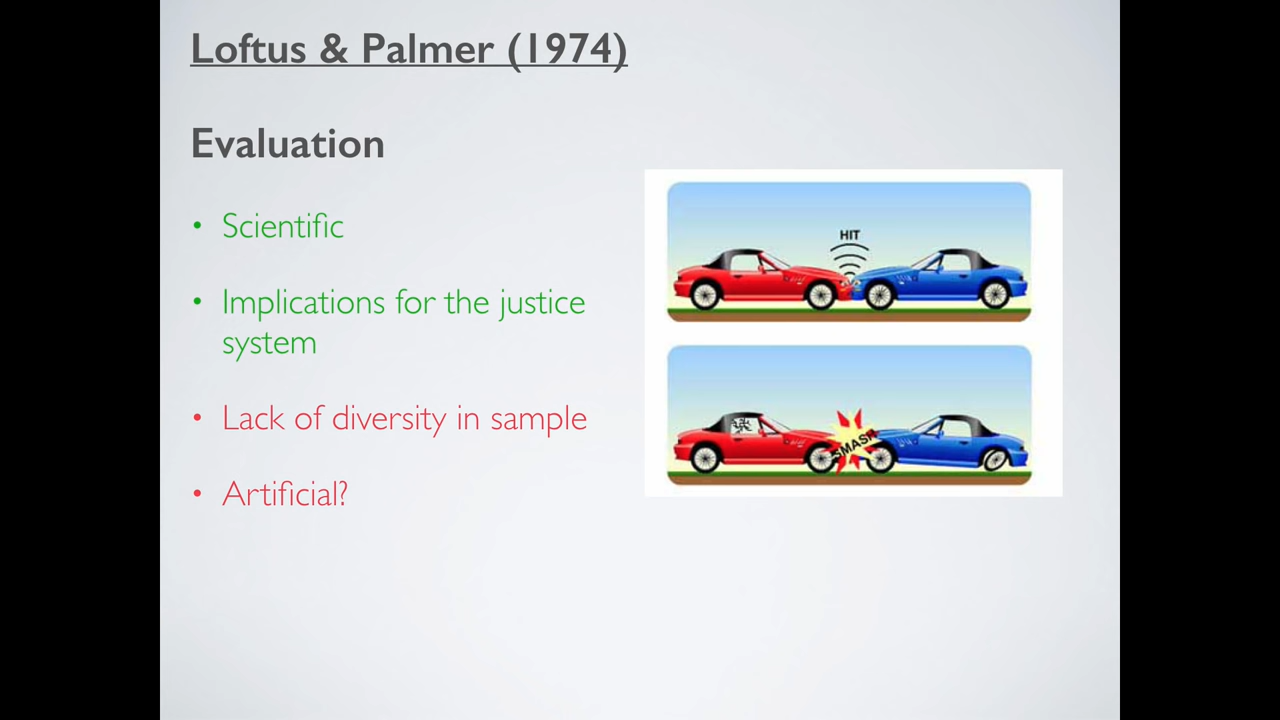 Loftus & Palmer (1974)
Evaluation
• Scientific
• Implications for the justice
system
• Lack of diversity in sample
• Artificial?
HIT
SMASH